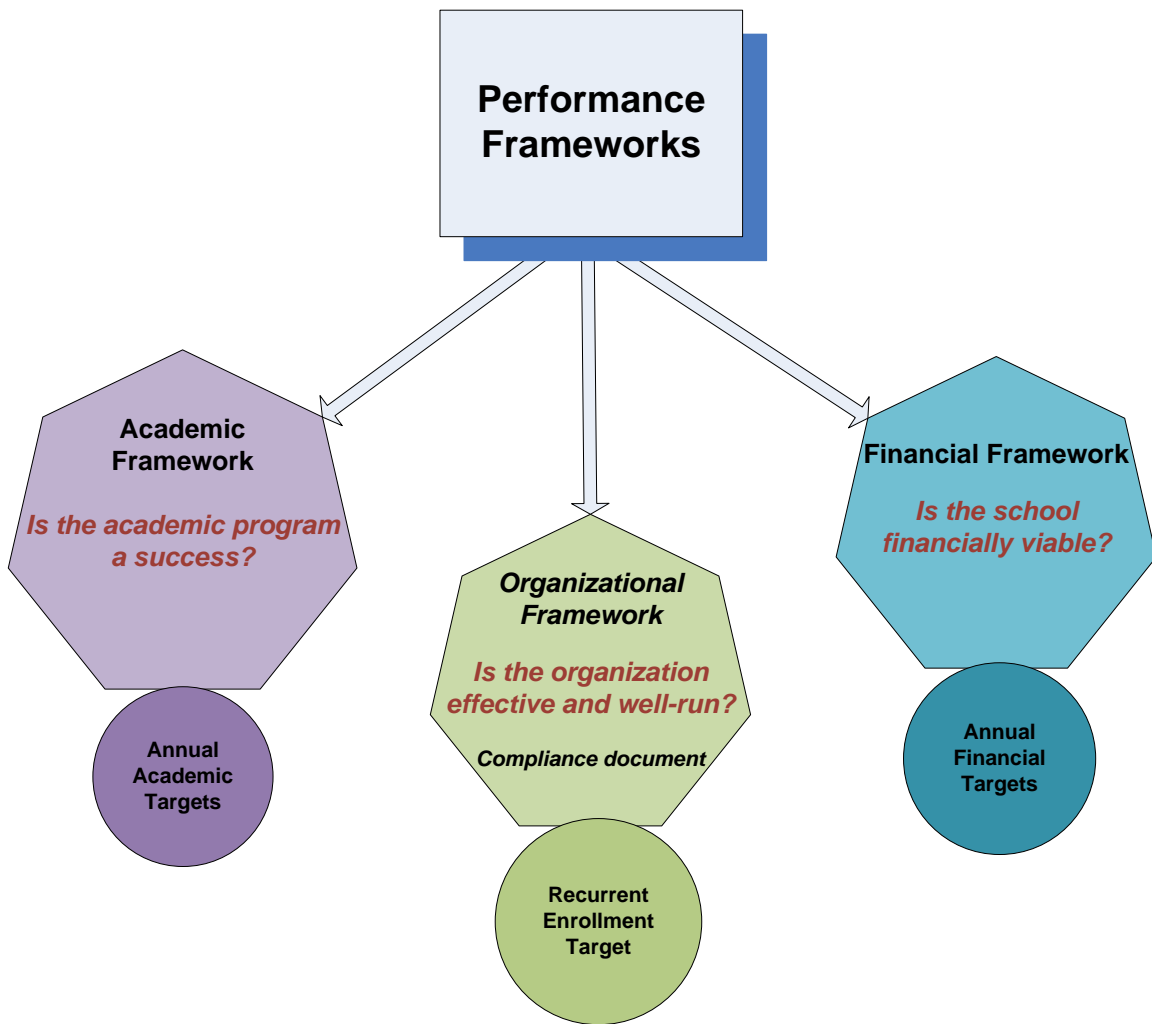 Performance
Frameworks
Academic
Framework
Is the academic program
a success?
Annual
Academic
Targets
Organizational
Framework
Is the organization
effective and well-run?
Compliance document
Recurrent
Enrollment
Target
Financial Framework
Is the school
financially viable?
Annual
Financial
Targets